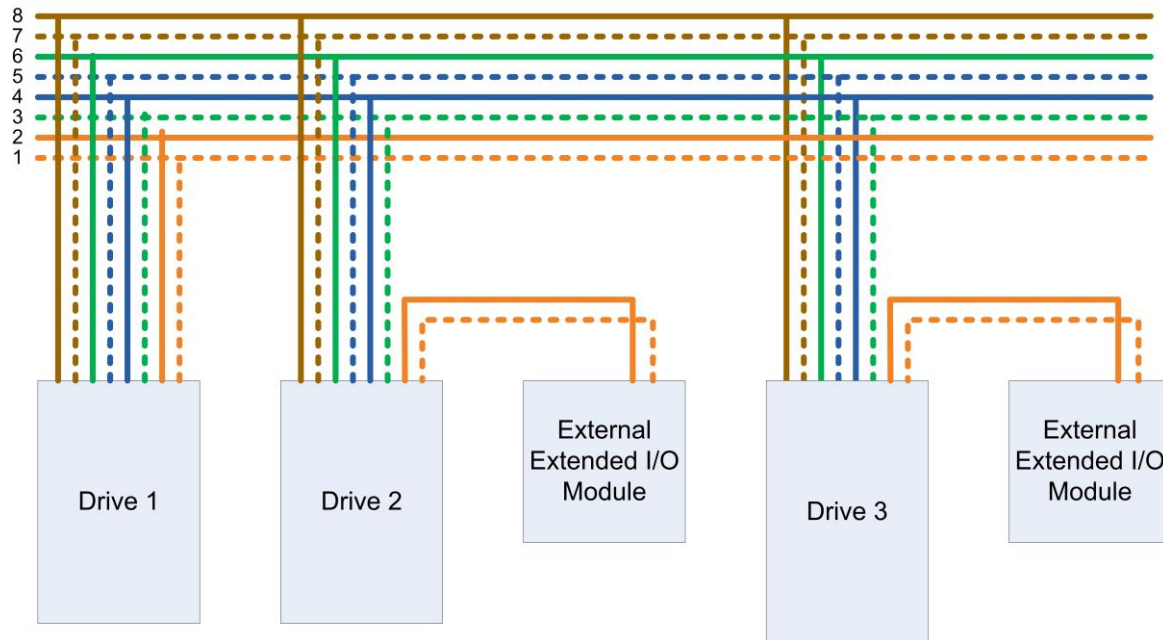 8
7
6
5
4
3
2
1
Drive 1
Drive 2
External
Extended I/O
Module
Drive 3
External
Extended I/O
Module